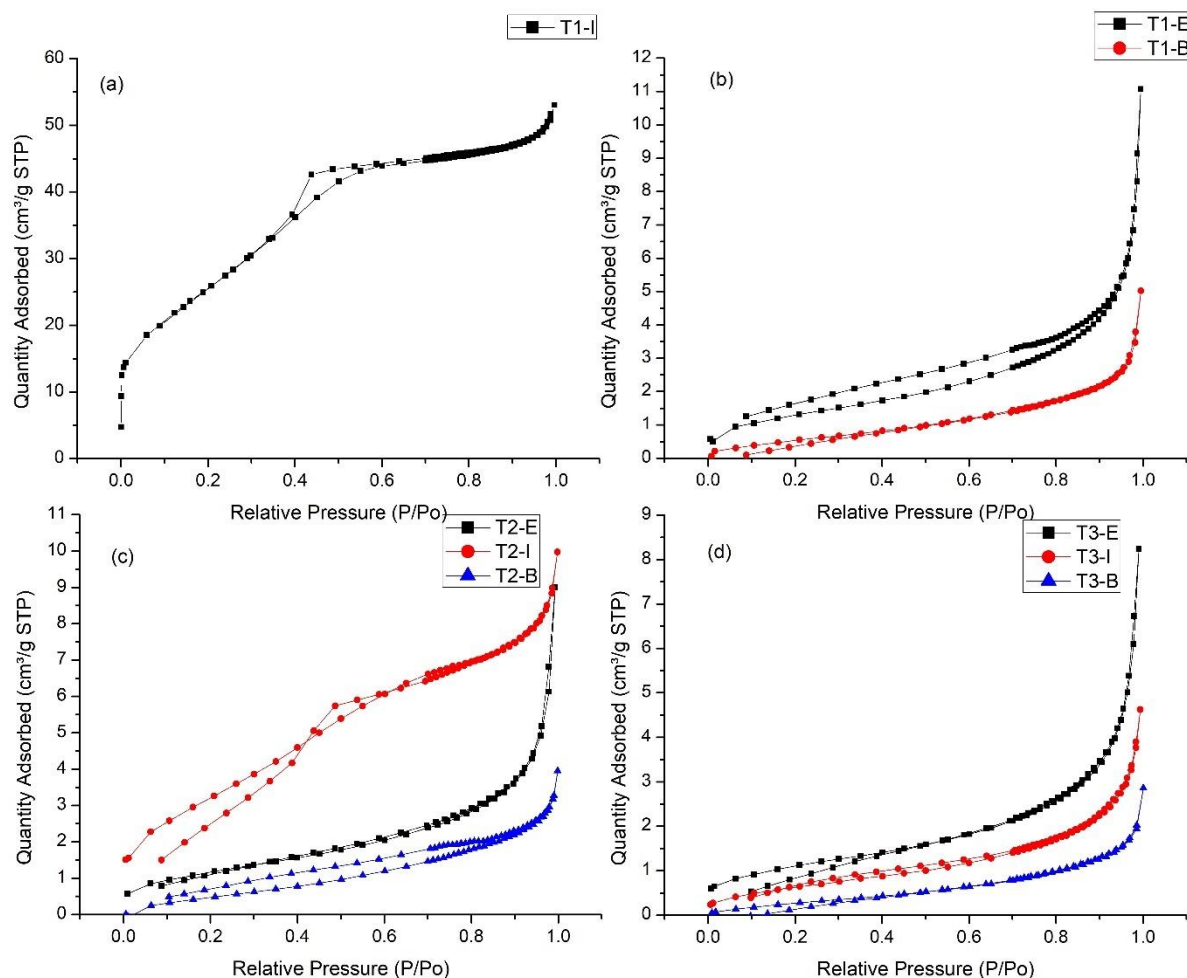 T1-I
(a)
Quantity Adsorbed (cm³/g STP)
60
50
40
30
20
10
0
0.0 0.2 0.4 0.6 0.8 1.0
Relative Pressure (P/Po)
T1-E
T1-B
(b)
Quantity Adsorbed (cm³/g STP)
12
11
10
9
8
7
6
5
4
3
2
1
0
0.0 0.2 0.4 0.6 0.8 1.0
Relative Pressure (P/Po)
T2-E
T2-I
T2-B
(c)
Quantity Adsorbed (cm³/g STP)
11
10
9
8
7
6
5
4
3
2
1
0
0.0 0.2 0.4 0.6 0.8 1.0
Relative Pressure (P/Po)
T3-E
T3-I
T3-B
(d)
Quantity Adsorbed (cm³/g STP)
9
8
7
6
5
4
3
2
1
0
0.0 0.2 0.4 0.6 0.8 1.0
Relative Pressure (P/Po)